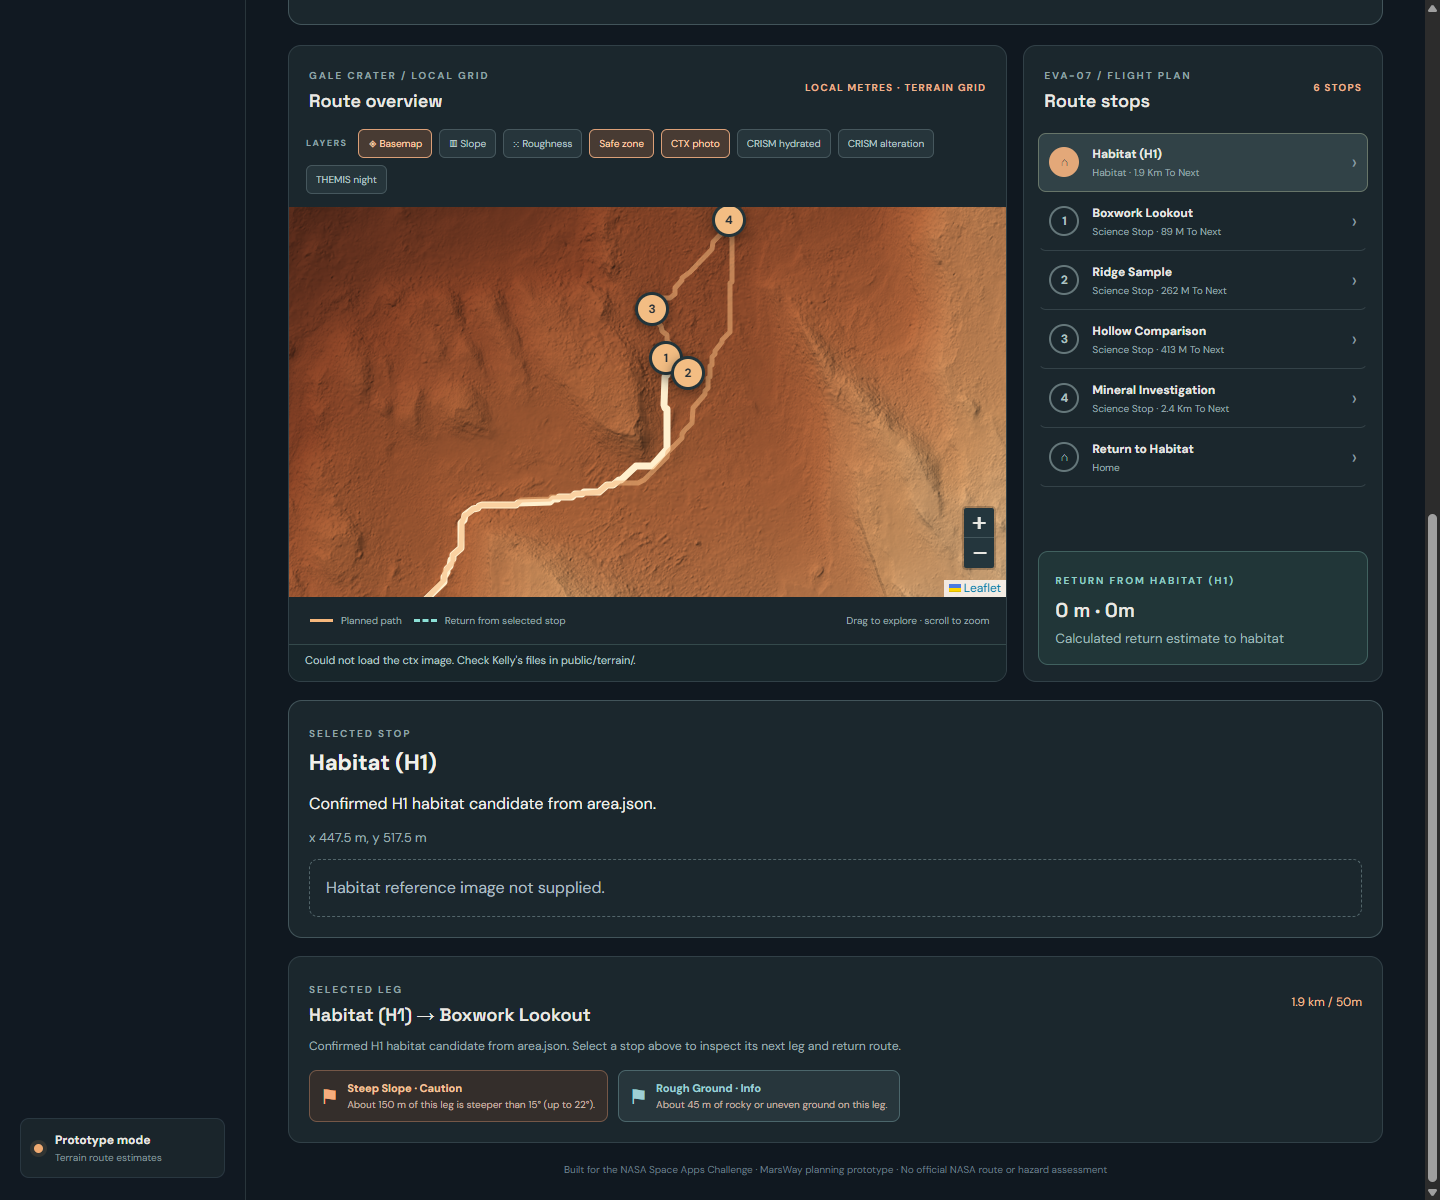 GALE CRATER / LOCAL GRID
Route overview
LOCAL METRES · TERRAIN GRID
LAYERS
Basemap
Slope
Roughness
Safe zone
CTX photo
CRISM hydrated
CRISM alteration
THEMIS night
4
3
1
2
+
−
Leaflet
Planned path
Return from selected stop
Drag to explore · scroll to zoom
Could not load the ctx image. Check Kelly's files in public/terrain/.
EVA-07 / FLIGHT PLAN
Route stops
6 STOPS
Habitat (H1)
Habitat · 1.9 Km To Next
1
Boxwork Lookout
Science Stop · 89 M To Next
2
Ridge Sample
Science Stop · 262 M To Next
3
Hollow Comparison
Science Stop · 413 M To Next
4
Mineral Investigation
Science Stop · 2.4 Km To Next
Return to Habitat
Home
RETURN FROM HABITAT (H1)
0 m · 0m
Calculated return estimate to habitat
SELECTED STOP
Habitat (H1)
Confirmed H1 habitat candidate from area.json.
x 447.5 m, y 517.5 m
Habitat reference image not supplied.
SELECTED LEG
Habitat (H1) → Boxwork Lookout
1.9 km / 50m
Confirmed H1 habitat candidate from area.json. Select a stop above to inspect its next leg and return route.
Steep Slope · Caution
About 150 m of this leg is steeper than 15° (up to 22°).
Rough Ground · Info
About 45 m of rocky or uneven ground on this leg.
Prototype mode
Terrain route estimates
Built for the NASA Space Apps Challenge · MarsWay planning prototype · No official NASA route or hazard assessment